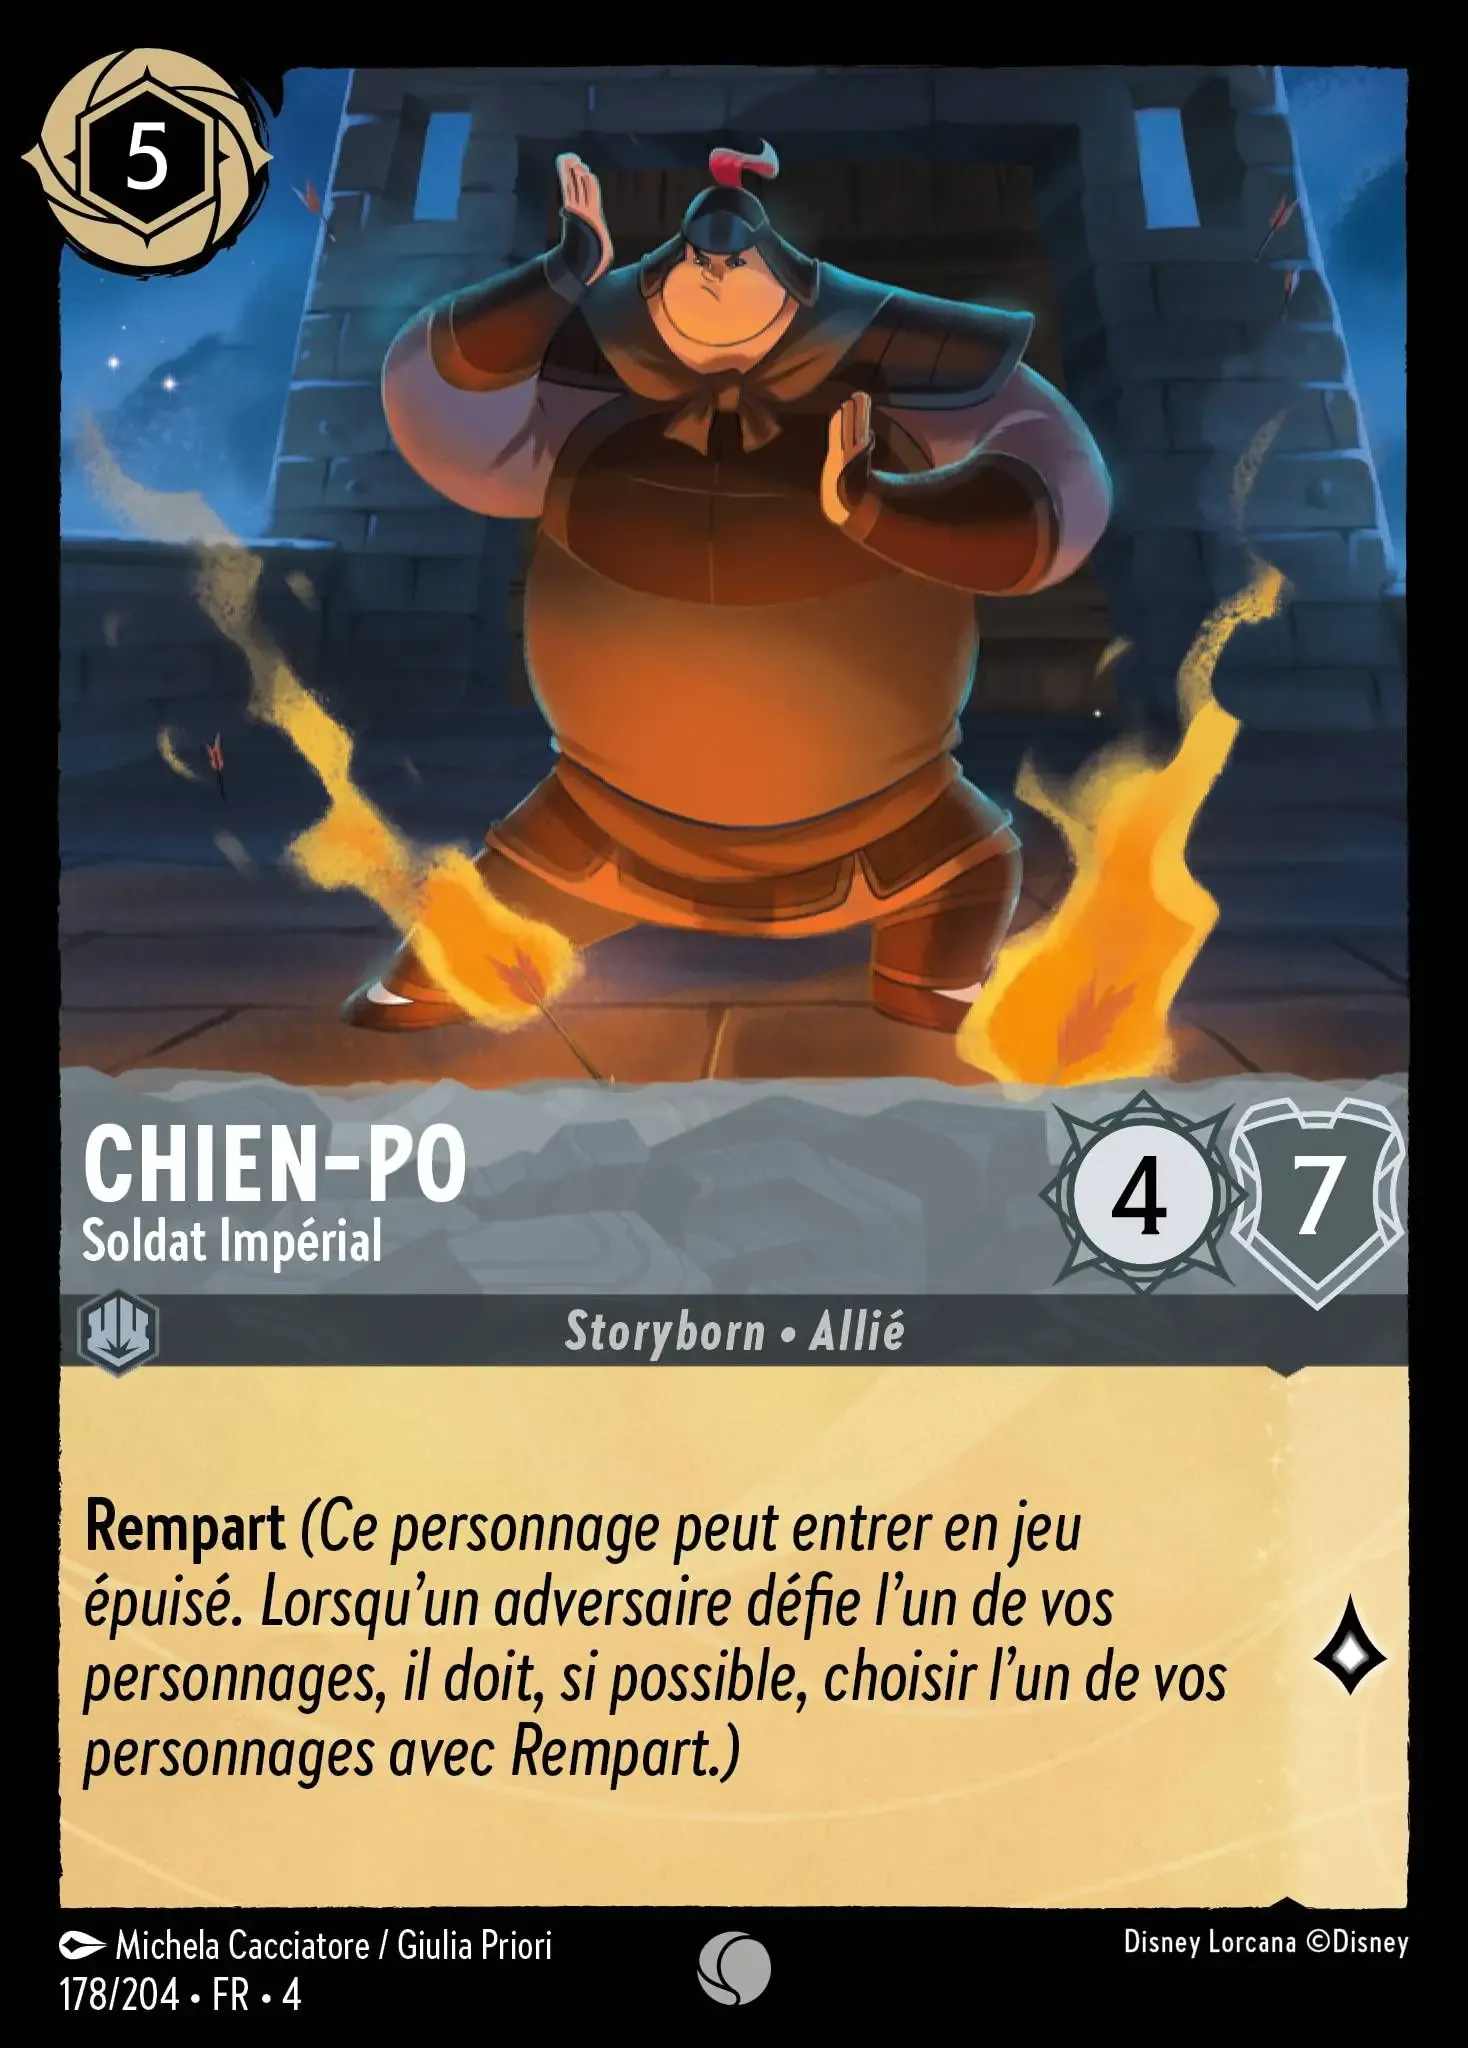 5
CHIEN-PO
Soldat Impérial
4
7
Storyborn • Allié
Rempart (Ce personnage peut entrer en jeu
épuisé. Lorsqu'un adversaire défie l'un de vos
personnages, il doit, si possible, choisir l'un de vos
personnages avec Rempart.)
Michela Cacciatore / Giulia Priori
Disney Lorcana ©Disney
178/204 • FR • 4